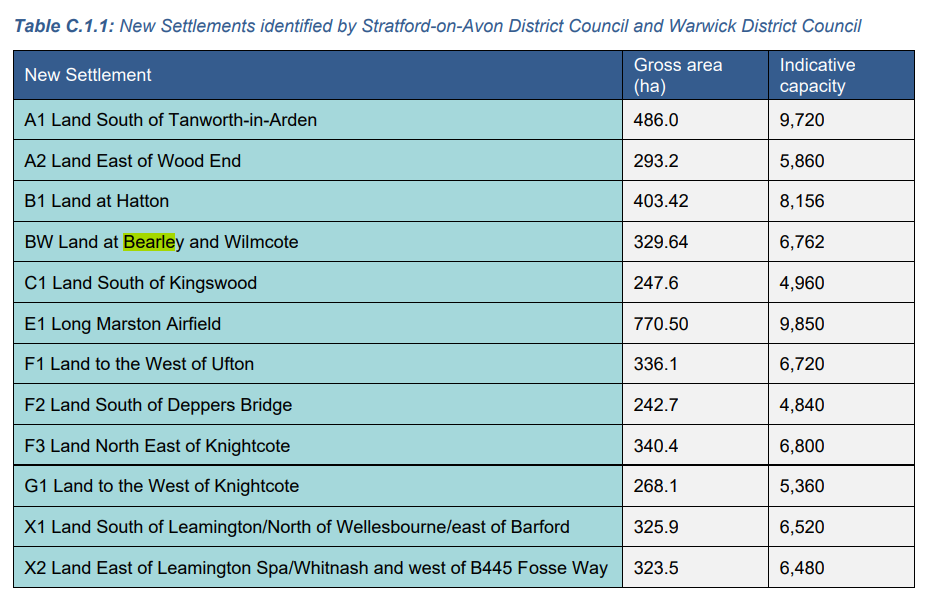 Table C.1.1: New Settlements identified by Stratford-on-Avon District Council and Warwick District Council
New Settlement Gross area (ha) Indicative capacity
A1 Land South of Tanworth-in-Arden 486.0 9,720
A2 Land East of Wood End 293.2 5,860
B1 Land at Hatton 403.42 8,156
BW Land at Bearley and Wilmcote 329.64 6,762
C1 Land South of Kingswood 247.6 4,960
E1 Long Marston Airfield 770.50 9,850
F1 Land to the West of Ufton 336.1 6,720
F2 Land South of Deppers Bridge 242.7 4,840
F3 Land North East of Knightcote 340.4 6,800
G1 Land to the West of Knightcote 268.1 5,360
X1 Land South of Leamington/North of Wellesbourne/east of Barford 325.9 6,520
X2 Land East of Leamington Spa/Whitnash and west of B445 Fosse Way 323.5 6,480